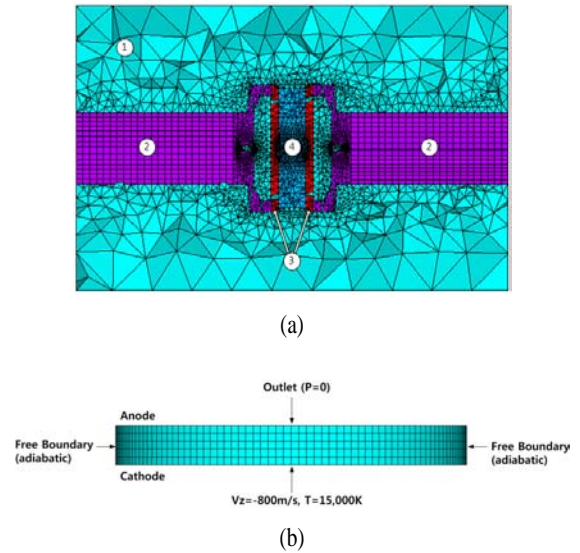 1
2
4
2
3
(a)
Outlet (P=0)
Anode
Free Boundary
(adiabatic)
Free Boundary
(adiabatic)
Cathode
Vz=-800m/s, T=15,000K
(b)